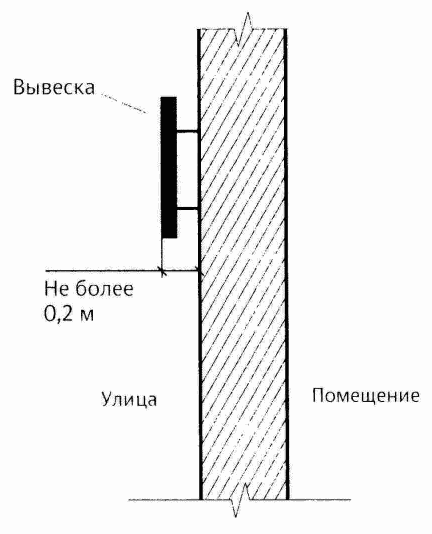 Вывеска
Не более
0,2 м
Улица
Помещение